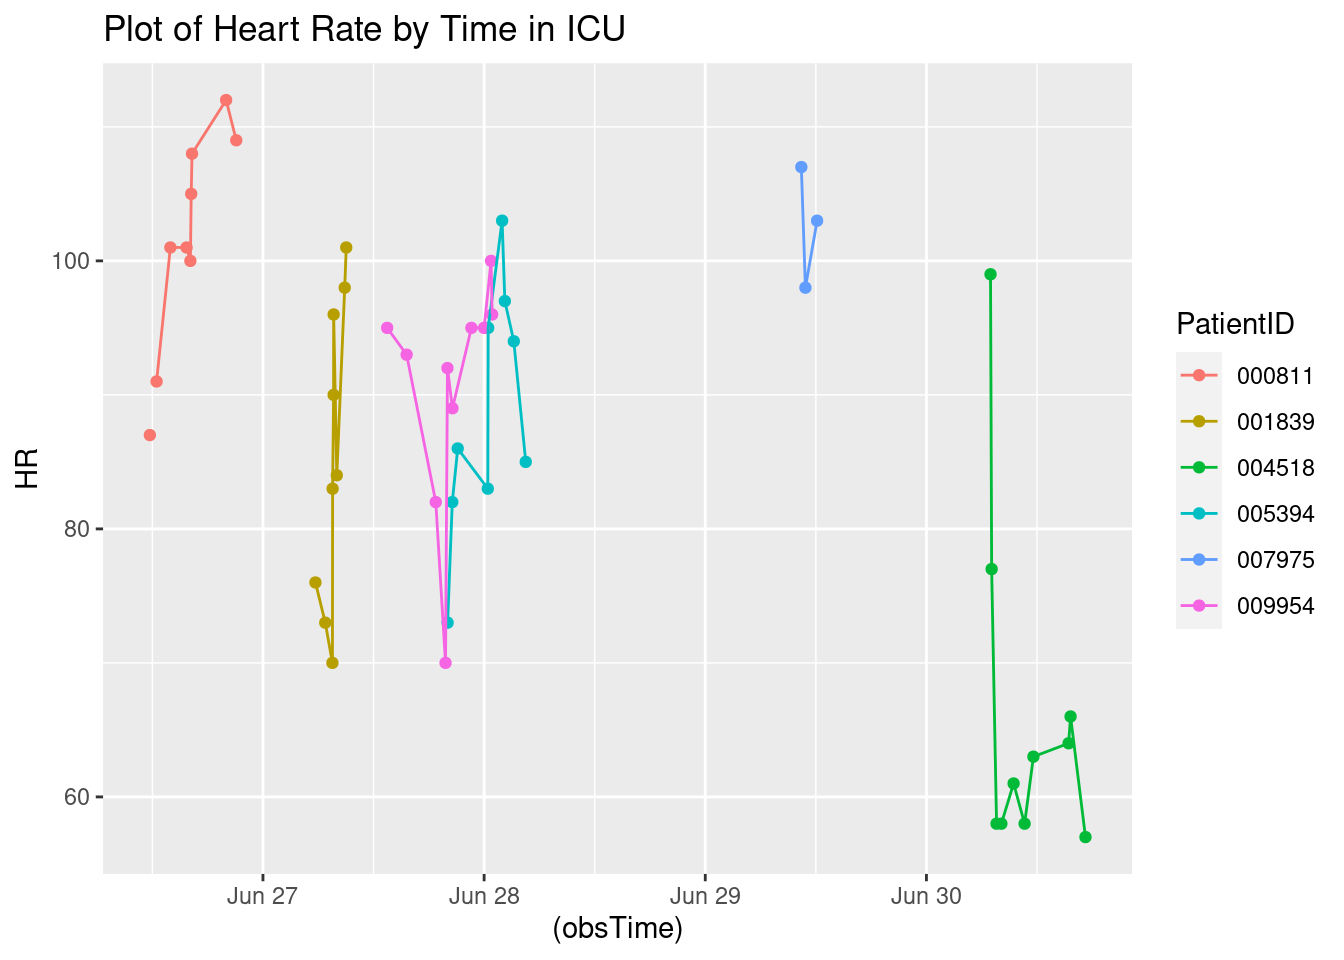 Plot of Heart Rate by Time in ICU
HR
100
80
60
Jun 27
Jun 28
Jun 29
Jun 30
(obsTime)
PatientID
000811
001839
004518
005394
007975
009954